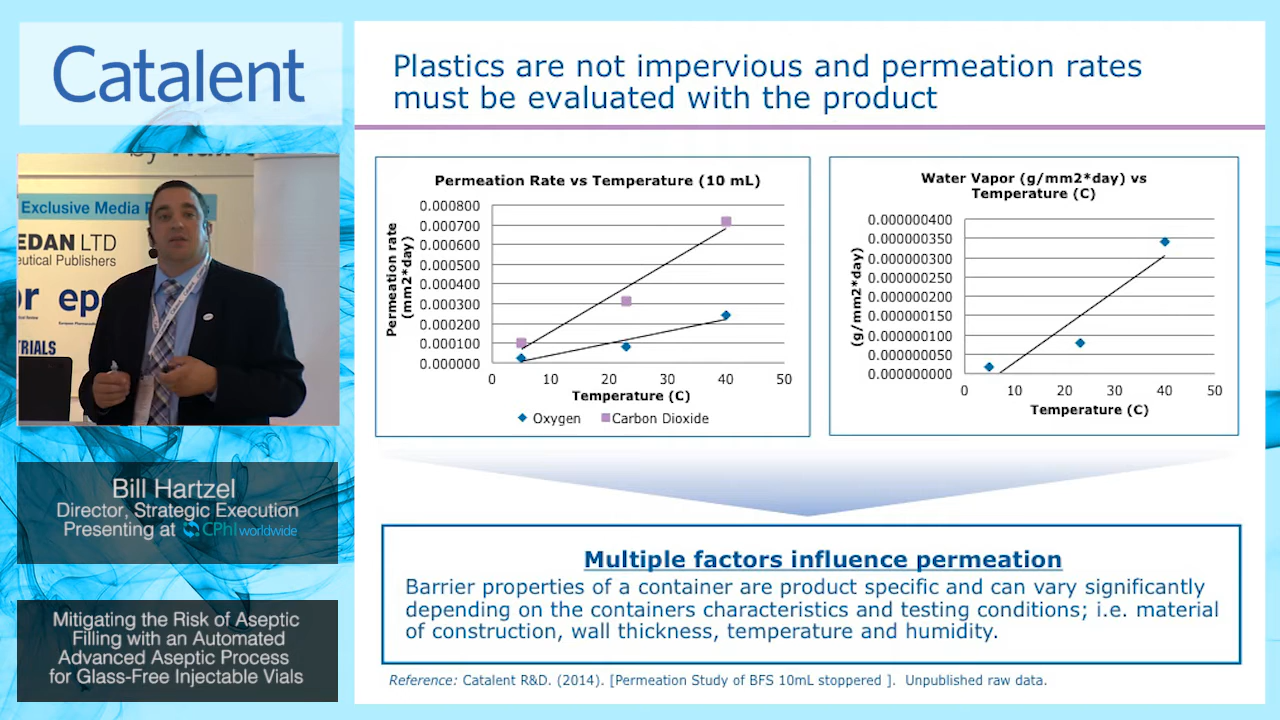 Catalent
Exclusive Media
EDAN LTD
eutical Publishers
ep
TRIALS
Bill Hartzel
Director, Strategic Execution
Presenting at CPhI worldwide
Mitigating the Risk of Aseptic
Filling with an Automated
Advanced Aseptic Process
for Glass-Free Injectable Vials
Plastics are not impervious and permeation rates
must be evaluated with the product
Permeation Rate vs Temperature (10 mL)
Permeation rate
(mm2*day)
0.000800
0.000700
0.000600
0.000500
0.000400
0.000300
0.000200
0.000100
0.000000
0 10 20 30 40 50
Temperature (C)
Oxygen Carbon Dioxide
Water Vapor (g/mm2*day) vs
Temperature (C)
(g/mm2*day)
0.000000400
0.000000350
0.000000300
0.000000250
0.000000200
0.000000150
0.000000100
0.000000050
0.000000000
0 10 20 30 40 50
Temperature (C)
Multiple factors influence permeation
Barrier properties of a container are product specific and can vary significantly
depending on the containers characteristics and testing conditions; i.e. material
of construction, wall thickness, temperature and humidity.
Reference: Catalent R&D. (2014). [Permeation Study of BFS 10mL stoppered ]. Unpublished raw data.